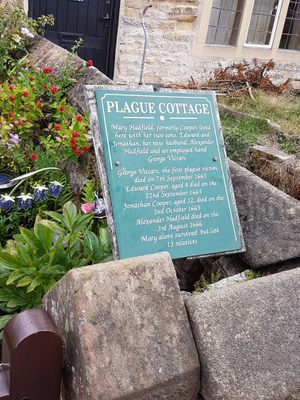 PLAGUE COTTAGE
Mary Hadfield, formerly Cooper, lived
here with her two sons, Edward and
Jonathan, her new husband, Alexander
Hadfield and an employed hand
George Viccars.
George Viccars, the first plague victim,
died on 7th September 1665
Edward Cooper, aged 4 died on the
22nd September 1665
Jonathan Cooper, aged 12, died on the
2nd October 1665
Alexander Hadfield died on the
3rd August 1666
Mary alone survived but lost
13 relatives